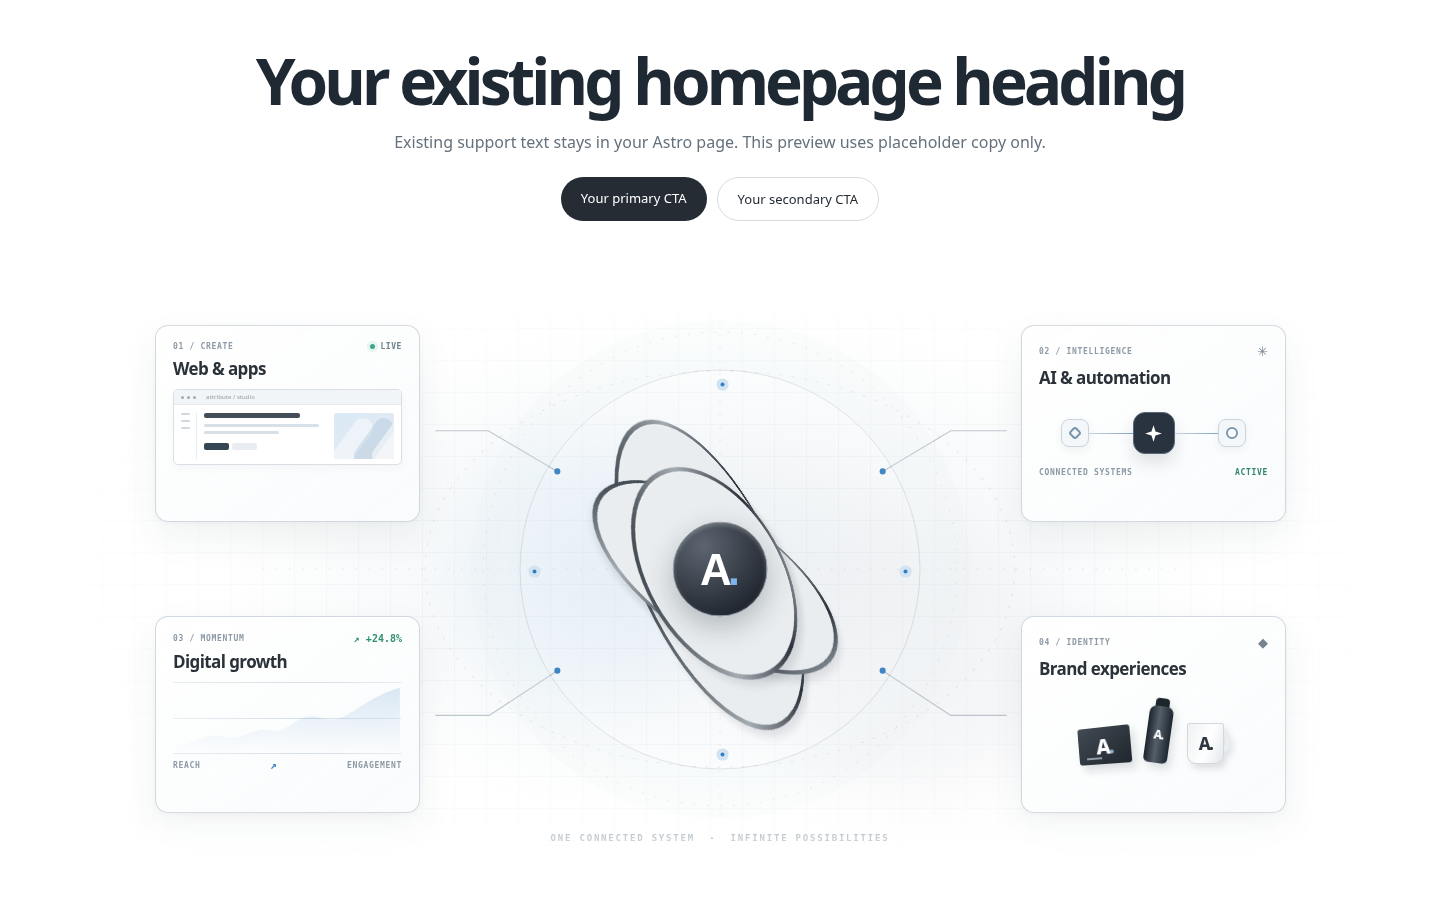 Your existing homepage heading
Existing support text stays in your Astro page. This preview uses placeholder copy only.
Your primary CTA
Your secondary CTA
01 / CREATE
LIVE
Web & apps
attribute / studio
02 / INTELLIGENCE
AI & automation
CONNECTED SYSTEMS
ACTIVE
A.
03 / MOMENTUM
↗ +24.8%
Digital growth
REACH
↗
ENGAGEMENT
04 / IDENTITY
Brand experiences
A.
A.
A.
ONE CONNECTED SYSTEM · INFINITE POSSIBILITIES